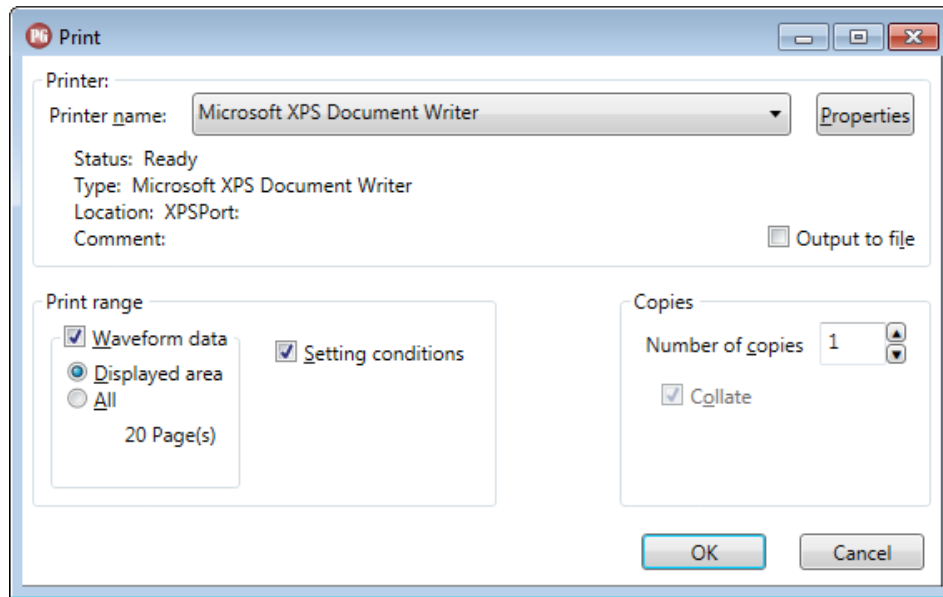 PG Print
Printer:
Printer name: Microsoft XPS Document Writer Properties
Status: Ready
Type: Microsoft XPS Document Writer
Location: XPSPort:
Comment:
Output to file
Print range
Waveform data
Setting conditions
Displayed area
All
20 Page(s)
Copies
Number of copies 1
Collate
OK Cancel